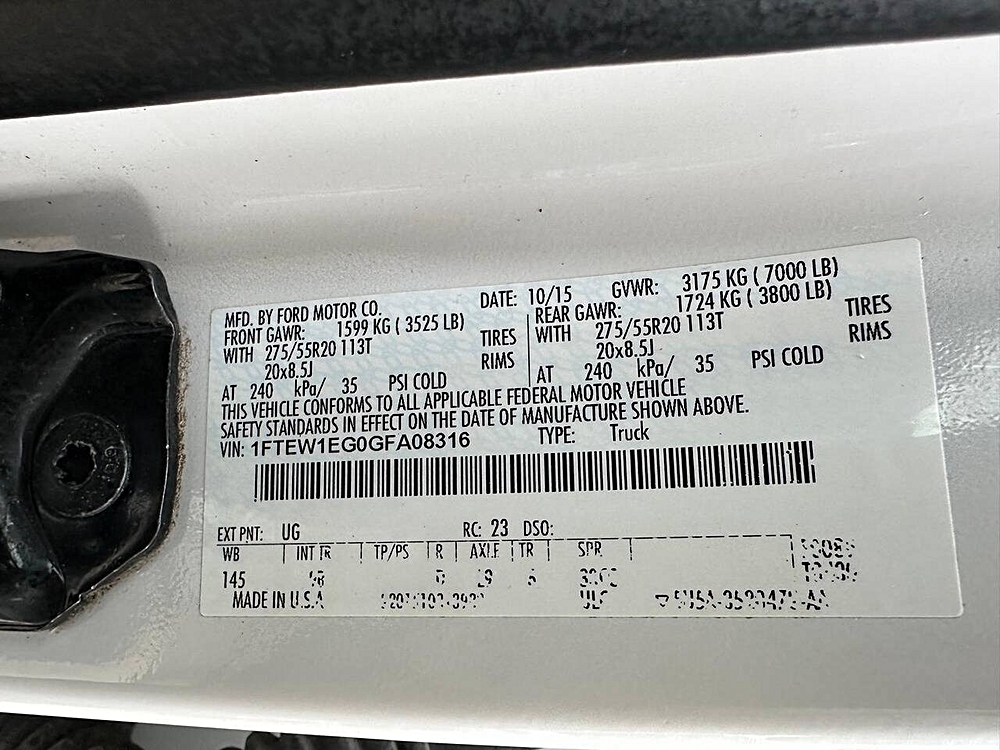 MFD. BY FORD MOTOR CO.
DATE: 10/15 GVWR: 3175 KG ( 7000 LB)
FRONT GAWR: 1599 KG ( 3525 LB)
WITH 275/55R20 113T TIRES
20x8.5J RIMS
AT 240 kPa/ 35 PSI COLD
REAR GAWR: 1724 KG ( 3800 LB)
WITH 275/55R20 113T TIRES
20x8.5J RIMS
AT 240 kPa/ 35 PSI COLD
THIS VEHICLE CONFORMS TO ALL APPLICABLE FEDERAL MOTOR VEHICLE
SAFETY STANDARDS IN EFFECT ON THE DATE OF MANUFACTURE SHOWN ABOVE.
VIN: 1FTEW1EG0GFA08316 TYPE: Truck
EXT PNT: UG RC: 23 DSO:
WB INT TR TP/PS R AXLE TR SPR
145
MADE IN U.S.A